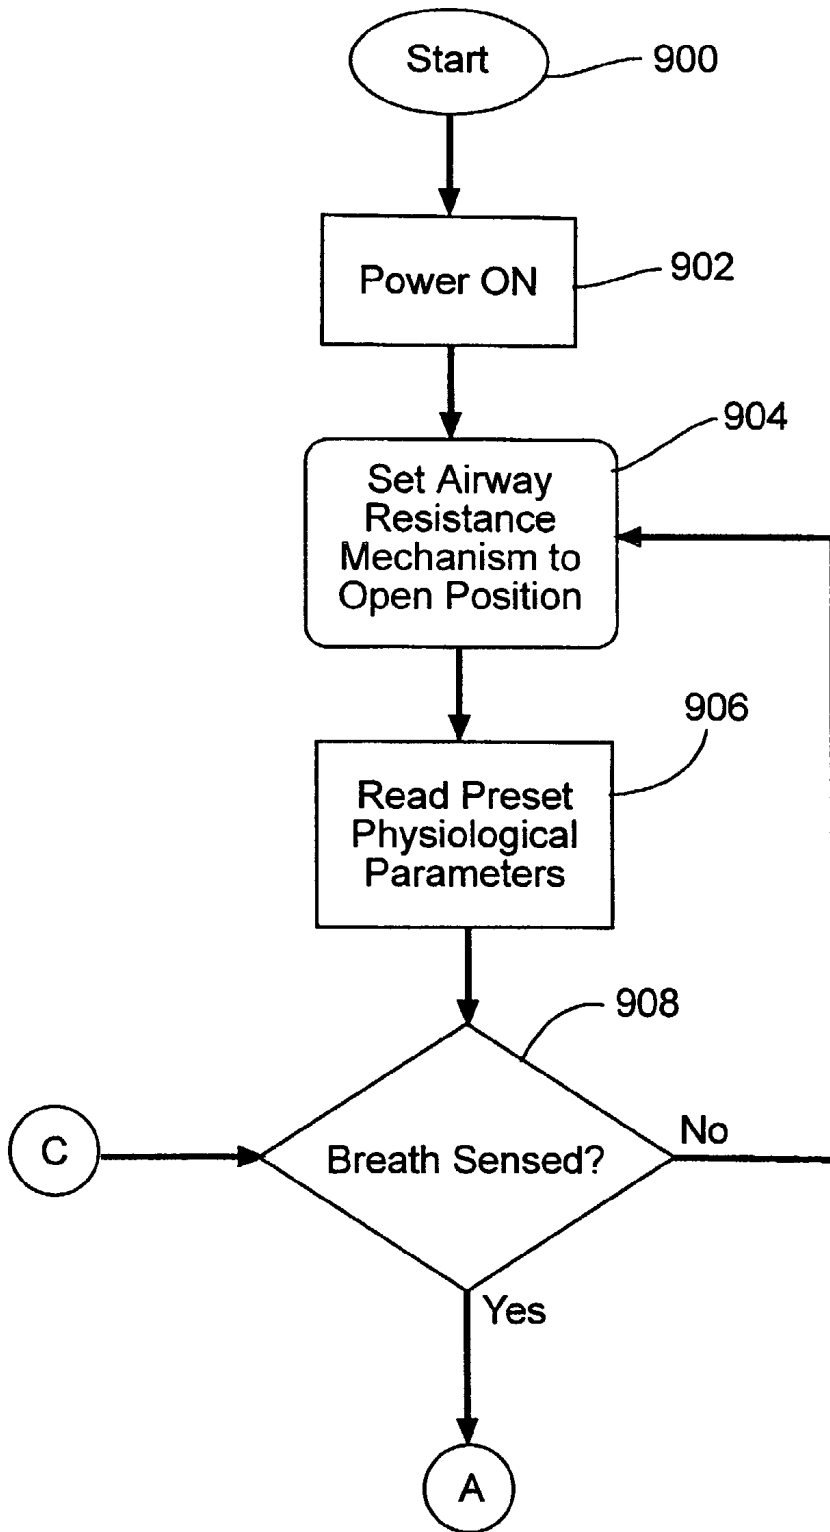 Start
900
Power ON
902
904
Set Airway
Resistance
Mechanism to
Open Position
906
Read Preset
Physiological
Parameters
908
C
Breath Sensed?
No
Yes
A